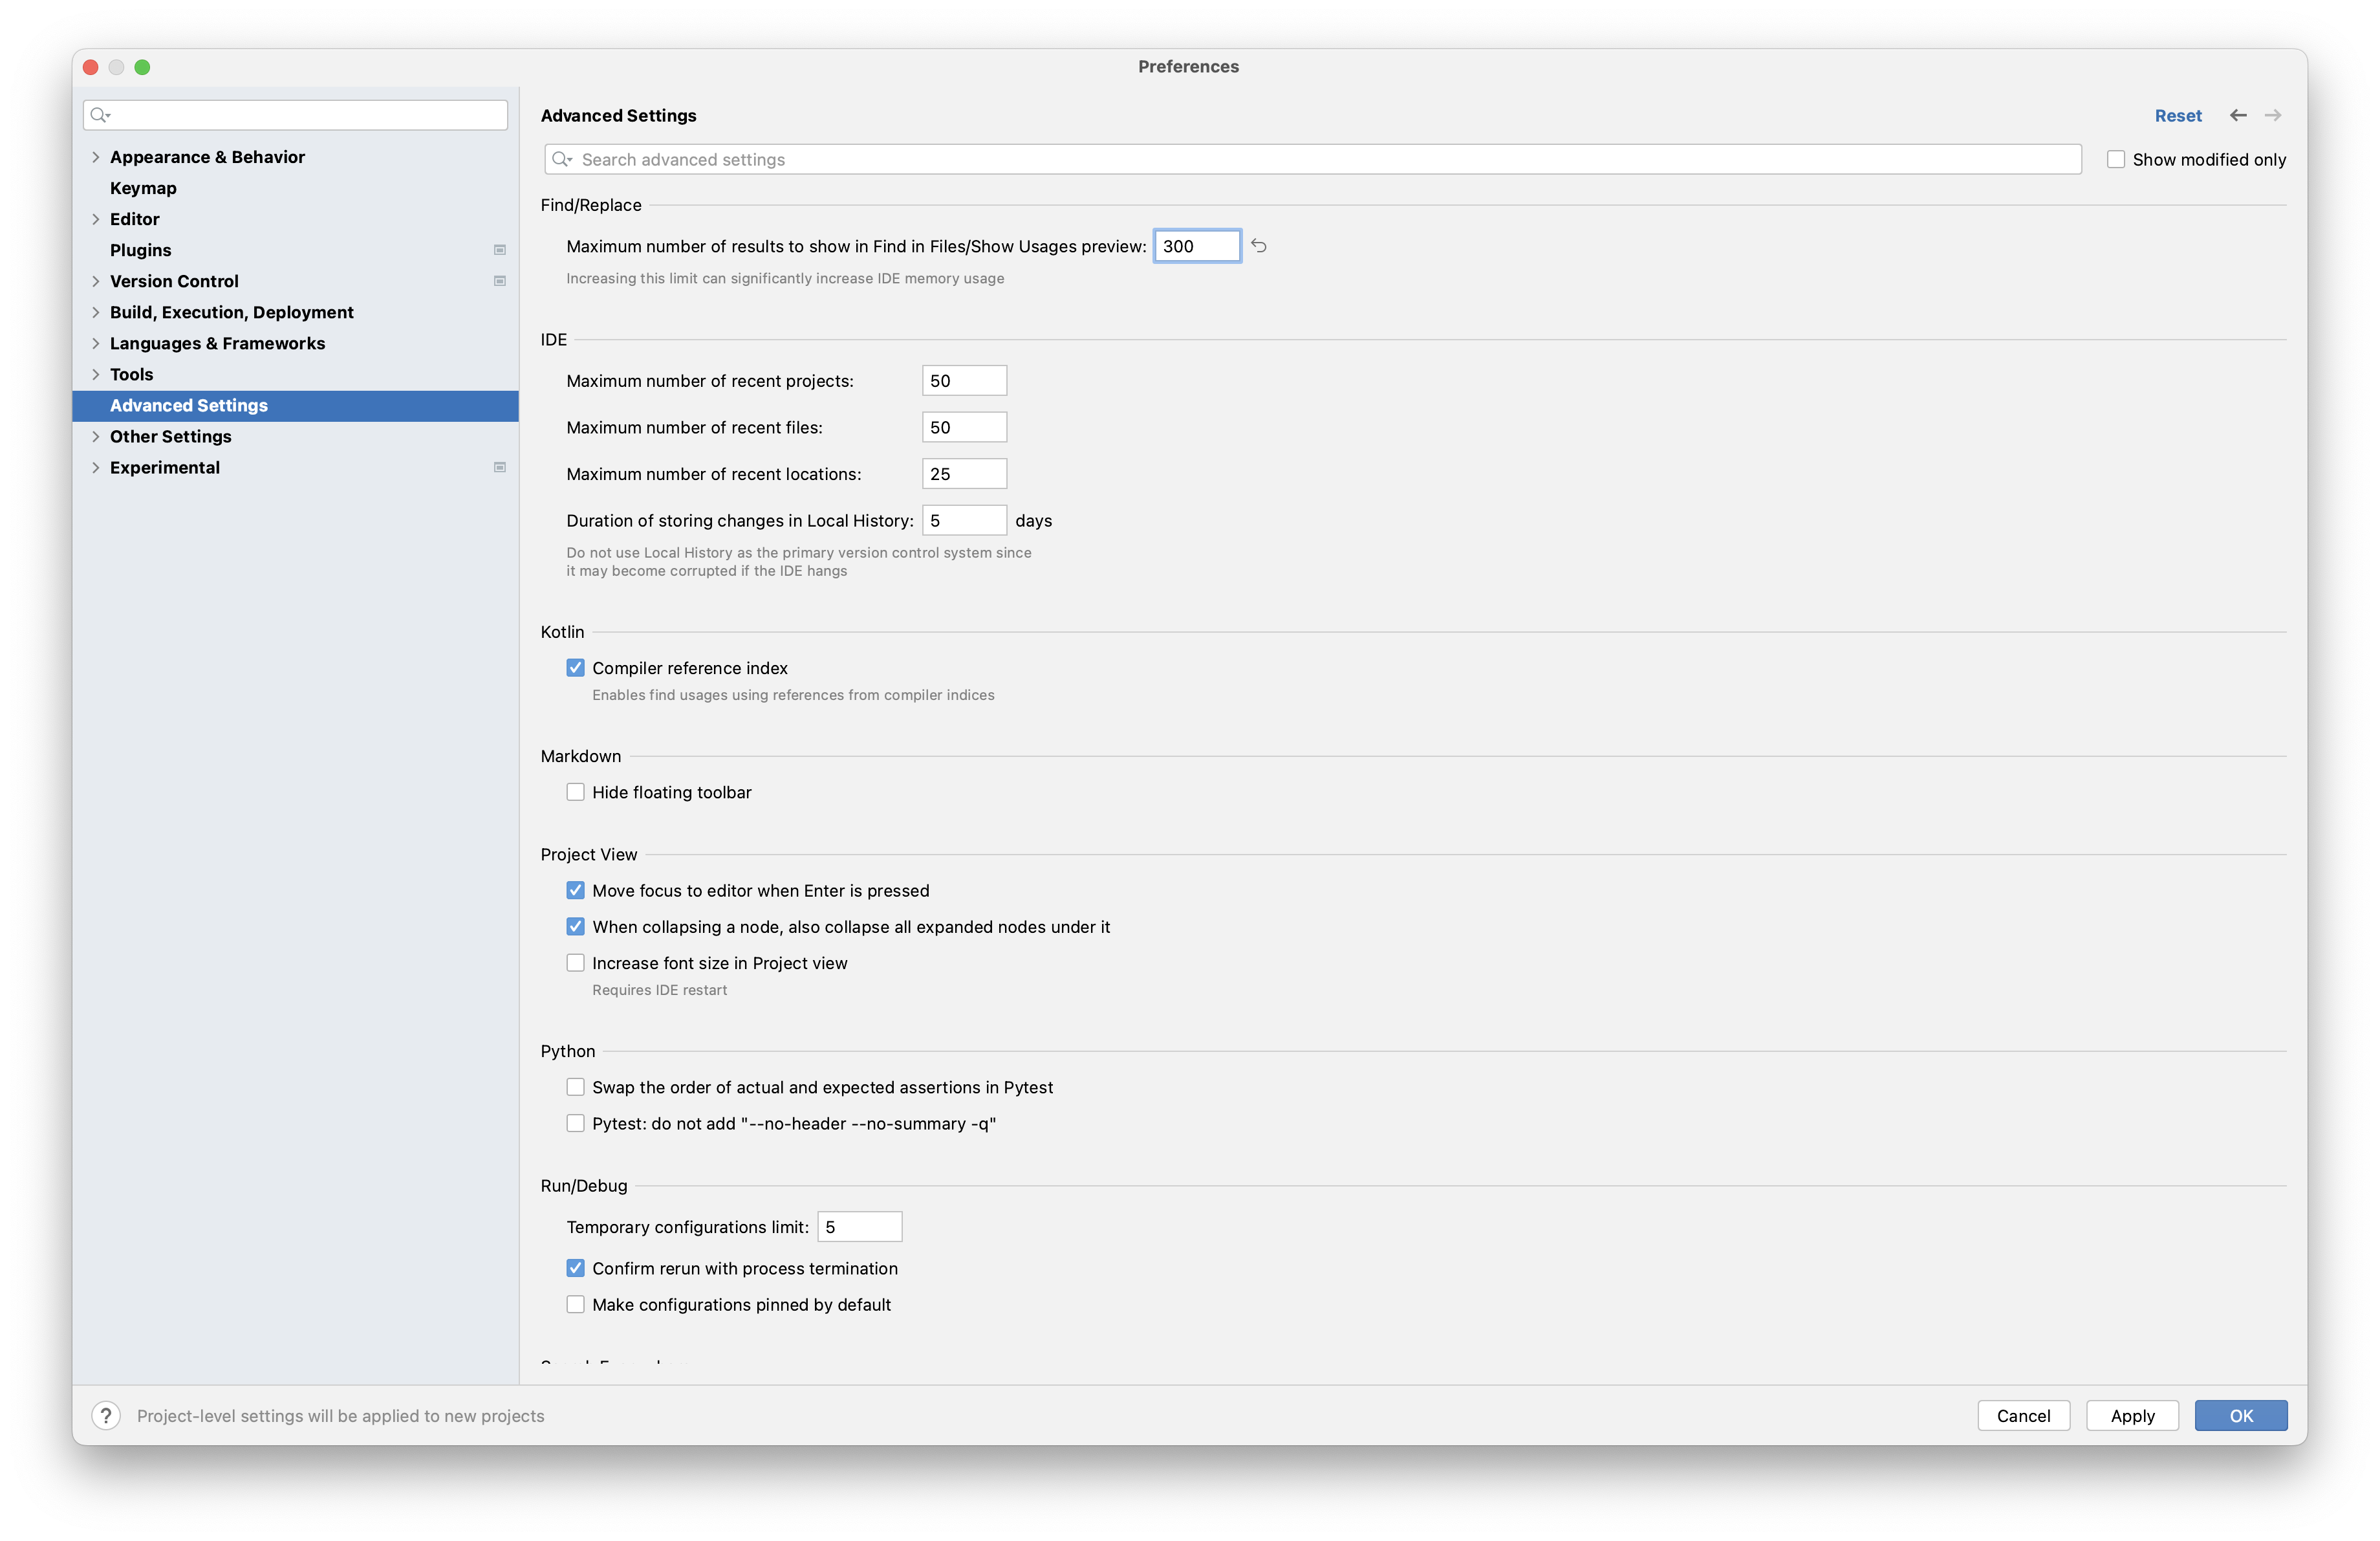 Preferences
Appearance & Behavior
Keymap
Editor
Plugins
Version Control
Build, Execution, Deployment
Languages & Frameworks
Tools
Advanced Settings
Other Settings
Experimental
Advanced Settings
Reset
Search advanced settings
Show modified only
Find/Replace
Maximum number of results to show in Find in Files/Show Usages preview: 300
Increasing this limit can significantly increase IDE memory usage
IDE
Maximum number of recent projects: 50
Maximum number of recent files: 50
Maximum number of recent locations: 25
Duration of storing changes in Local History: 5 days
Do not use Local History as the primary version control system since
it may become corrupted if the IDE hangs
Kotlin
Compiler reference index
Enables find usages using references from compiler indices
Markdown
Hide floating toolbar
Project View
Move focus to editor when Enter is pressed
When collapsing a node, also collapse all expanded nodes under it
Increase font size in Project view
Requires IDE restart
Python
Swap the order of actual and expected assertions in Pytest
Pytest: do not add "--no-header --no-summary -q"
Run/Debug
Temporary configurations limit: 5
Confirm rerun with process termination
Make configurations pinned by default
? Project-level settings will be applied to new projects
Cancel
Apply
OK